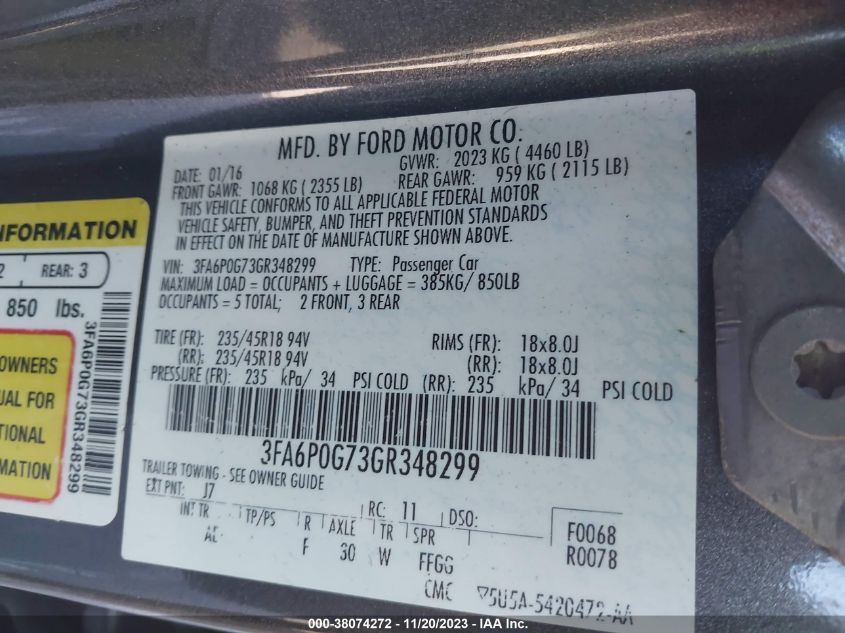 MFD. BY FORD MOTOR CO.
DATE: 01/16 GVWR: 2023 KG ( 4460 LB)
FRONT GAWR: 1068 KG ( 2355 LB) REAR GAWR: 959 KG ( 2115 LB)
THIS VEHICLE CONFORMS TO ALL APPLICABLE FEDERAL MOTOR
VEHICLE SAFETY, BUMPER, AND THEFT PREVENTION STANDARDS
IN EFFECT ON THE DATE OF MANUFACTURE SHOWN ABOVE.
VIN: 3FA6P0G73GR348299 TYPE: Passenger Car
MAXIMUM LOAD = OCCUPANTS + LUGGAGE = 385KG/ 850LB
OCCUPANTS = 5 TOTAL; 2 FRONT, 3 REAR
TIRE (FR): 235/45R18 94V RIMS (FR): 18x8.0J
(RR): 235/45R18 94V (RR): 18x8.0J
PRESSURE (FR): 235 kPa/ 34 PSI COLD (RR): 235 kPa/ 34 PSI COLD
3FA6P0G73GR348299
TRAILER TOWING - SEE OWNER GUIDE
EXT PNT: J7 RC: 11 DSO:
INT TR TP/PS R AXLE TR SPR
F 30 W FFGG
F0068
R0078
CMC
INFORMATION
2 REAR: 3
850 lbs.
OWNERS
UAL FOR
TIONAL
MATION
3FA6P0G73GR348299
000-38074272 - 11/20/2023 - IAA Inc.